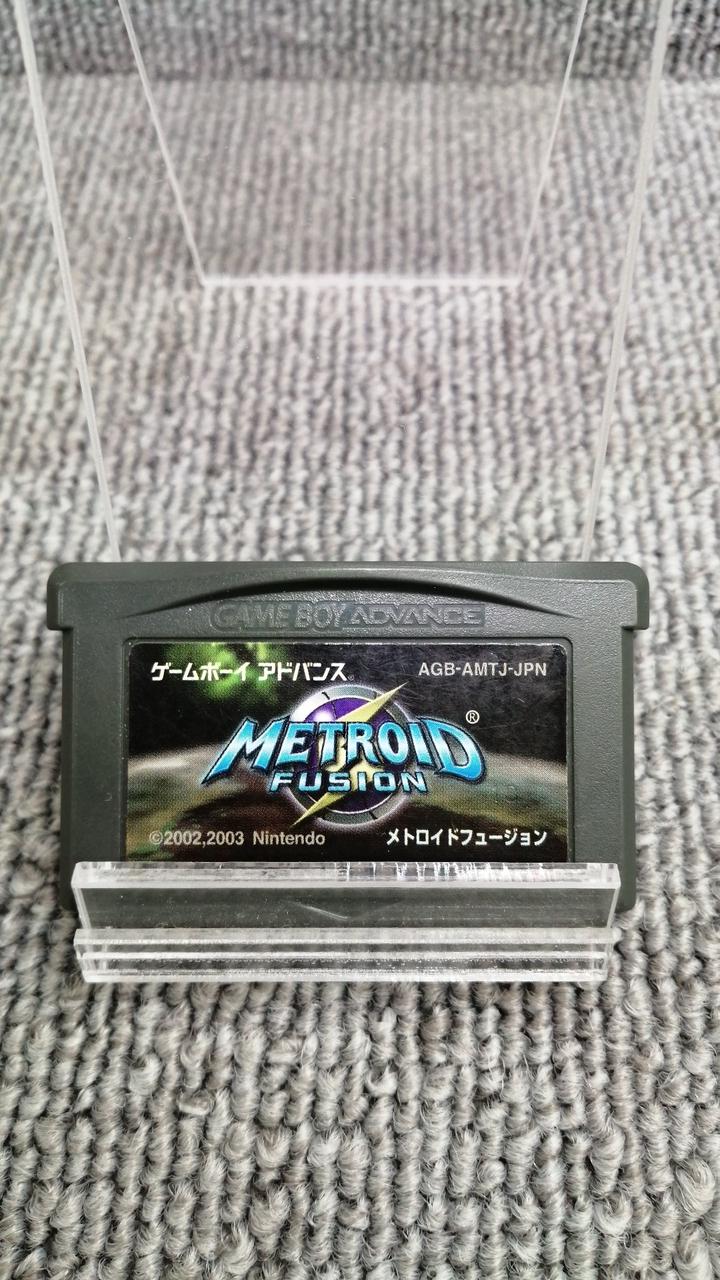 GAME BOY ADVANCE
ゲームボーイ アドバンス®
AGB-AMTJ-JPN
METROID®
FUSION
©2002,2003 Nintendo
メトロイドフュージョン